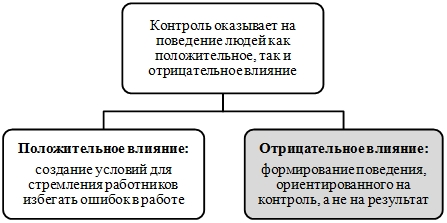 Контроль оказывает на
поведение людей как
положительное, так и
отрицательное влияние
Положительное влияние:
создание условий для
стремления работников
избегать ошибок в работе
Отрицательное влияние:
формирование поведения,
ориентированного на
контроль, а не на результат